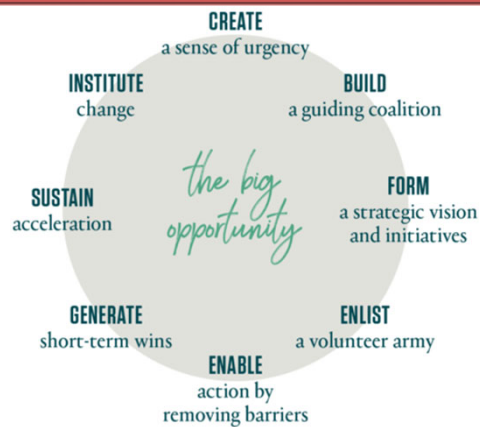 CREATE
a sense of urgency
BUILD
a guiding coalition
FORM
a strategic vision
and initiatives
ENLIST
a volunteer army
ENABLE
action by
removing barriers
GENERATE
short-term wins
SUSTAIN
acceleration
INSTITUTE
change
the big
opportunity